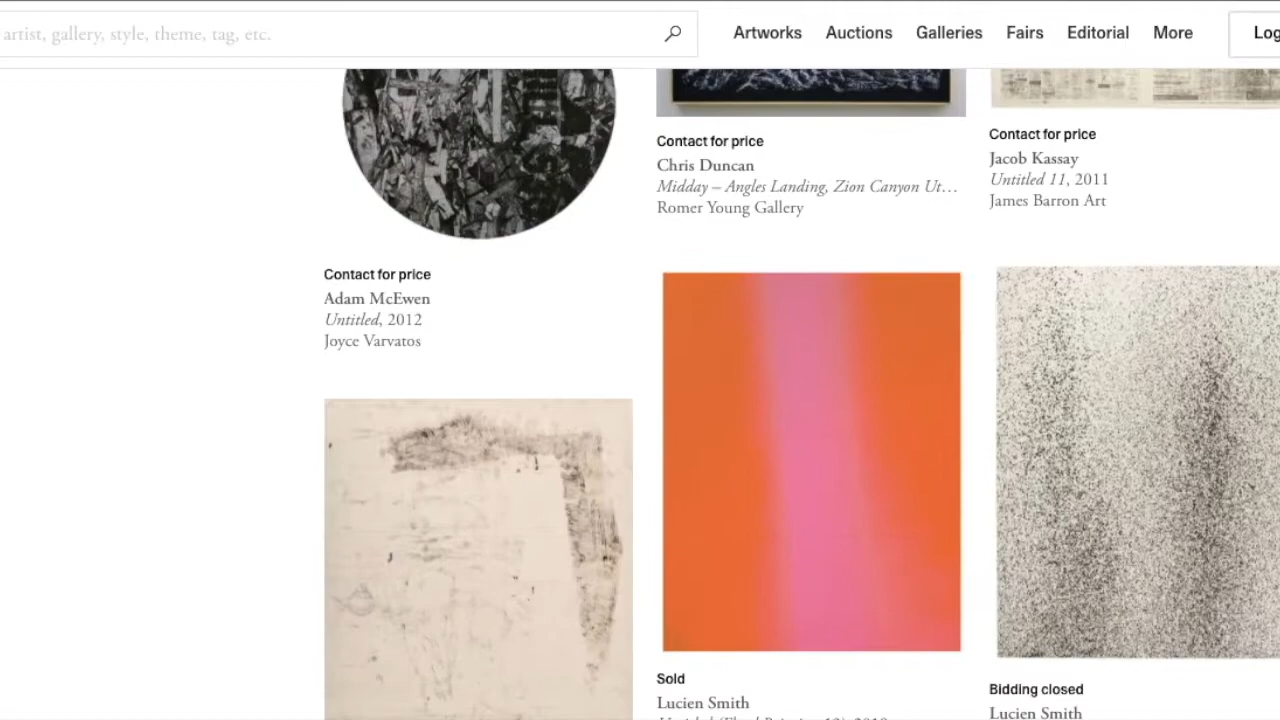 artist, gallery, style, theme, tag, etc.
Artworks
Auctions
Galleries
Fairs
Editorial
More
Log
Contact for price
Adam McEwen
Untitled, 2012
Joyce Varvatos
Contact for price
Chris Duncan
Midday – Angles Landing, Zion Canyon Ut…
Romer Young Gallery
Sold
Lucien Smith
Contact for price
Jacob Kassay
Untitled 11, 2011
James Barron Art
Bidding closed
Lucien Smith